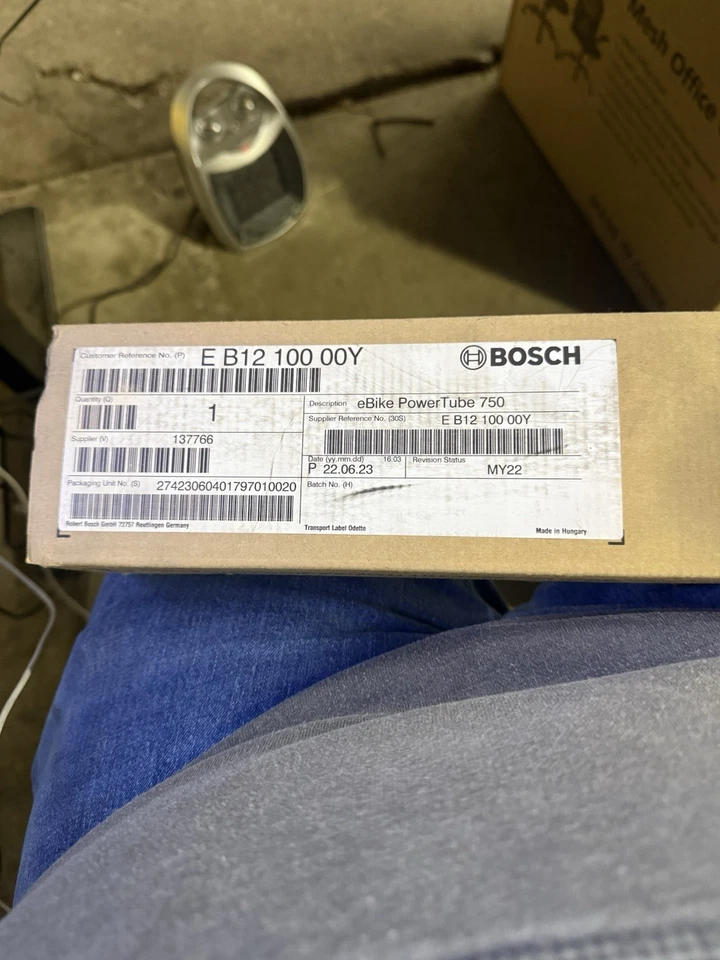 Mesh Office
Customer Reference No. (P) E B12 100 00Y
BOSCH
Quantity (Q)
1
Description eBike PowerTube 750
Supplier Reference No. (30S) E B12 100 00Y
Supplier (V)
137766
Date (yy.mm.dd) 16.03
P 22.06.23
Revision Status
MY22
Packaging Unit No. (S) 27423060401797010020
Batch No. (H)
Robert Bosch GmbH 72757 Reutlingen Germany
Transport Label Odette
Made in Hungary